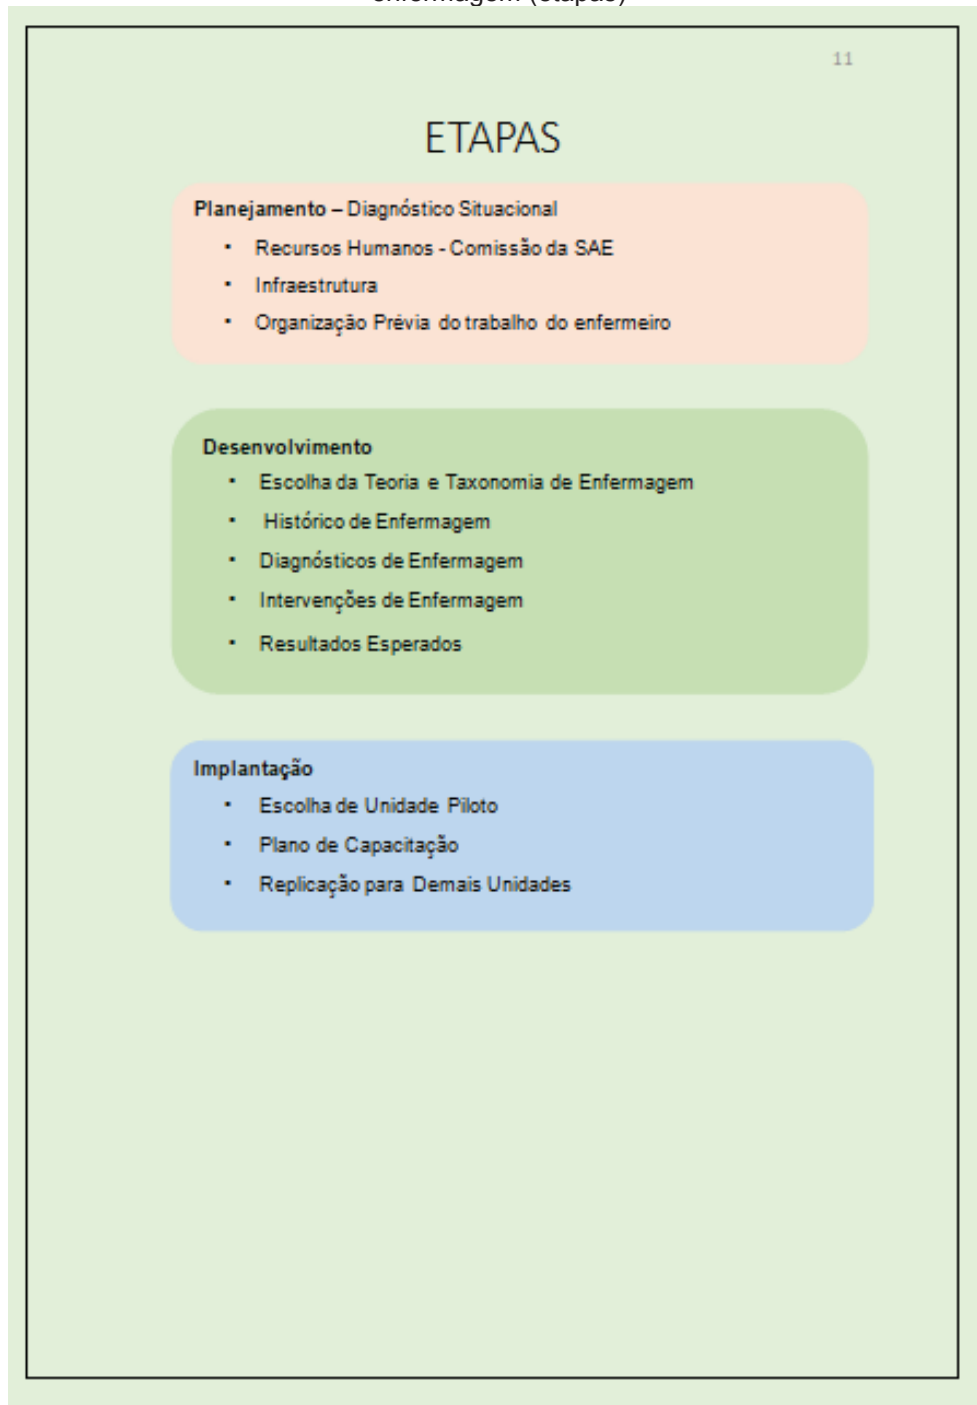 enfermagem (etapas)
11
ETAPAS
Planejamento – Diagnóstico Situacional
▪ Recursos Humanos - Comissão da SAE
▪ Infraestrutura
▪ Organização Prévia do trabalho do enfermeiro
Desenvolvimento
▪ Escolha da Teoria e Taxonomia de Enfermagem
▪ Histórico de Enfermagem
▪ Diagnósticos de Enfermagem
▪ Intervenções de Enfermagem
▪ Resultados Esperados
Implantação
▪ Escolha de Unidade Piloto
▪ Plano de Capacitação
▪ Replicação para Demais Unidades